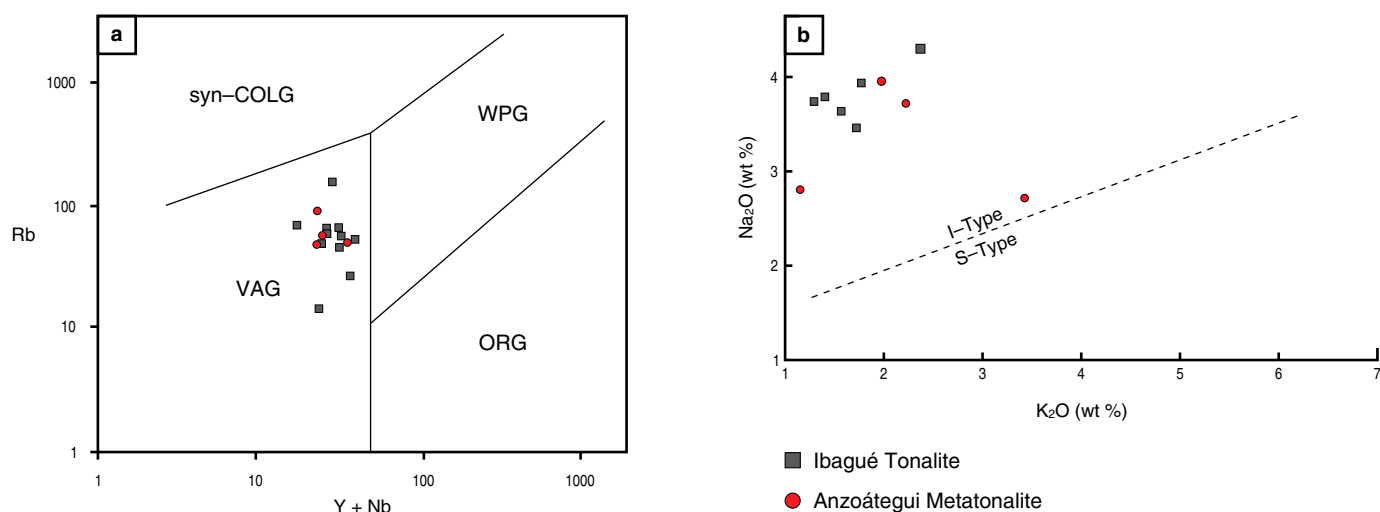 a
1000
100
10
1
Rb
syn–COLG
WPG
VAG
ORG
1
10
100
1000
Y + Nb
b
4
3
2
1
Na₂O (wt %)
I–Type
S–Type
1
2
3
4
5
6
7
K₂O (wt %)
Ibagué Tonalite
Anzoátegui Metatonalite